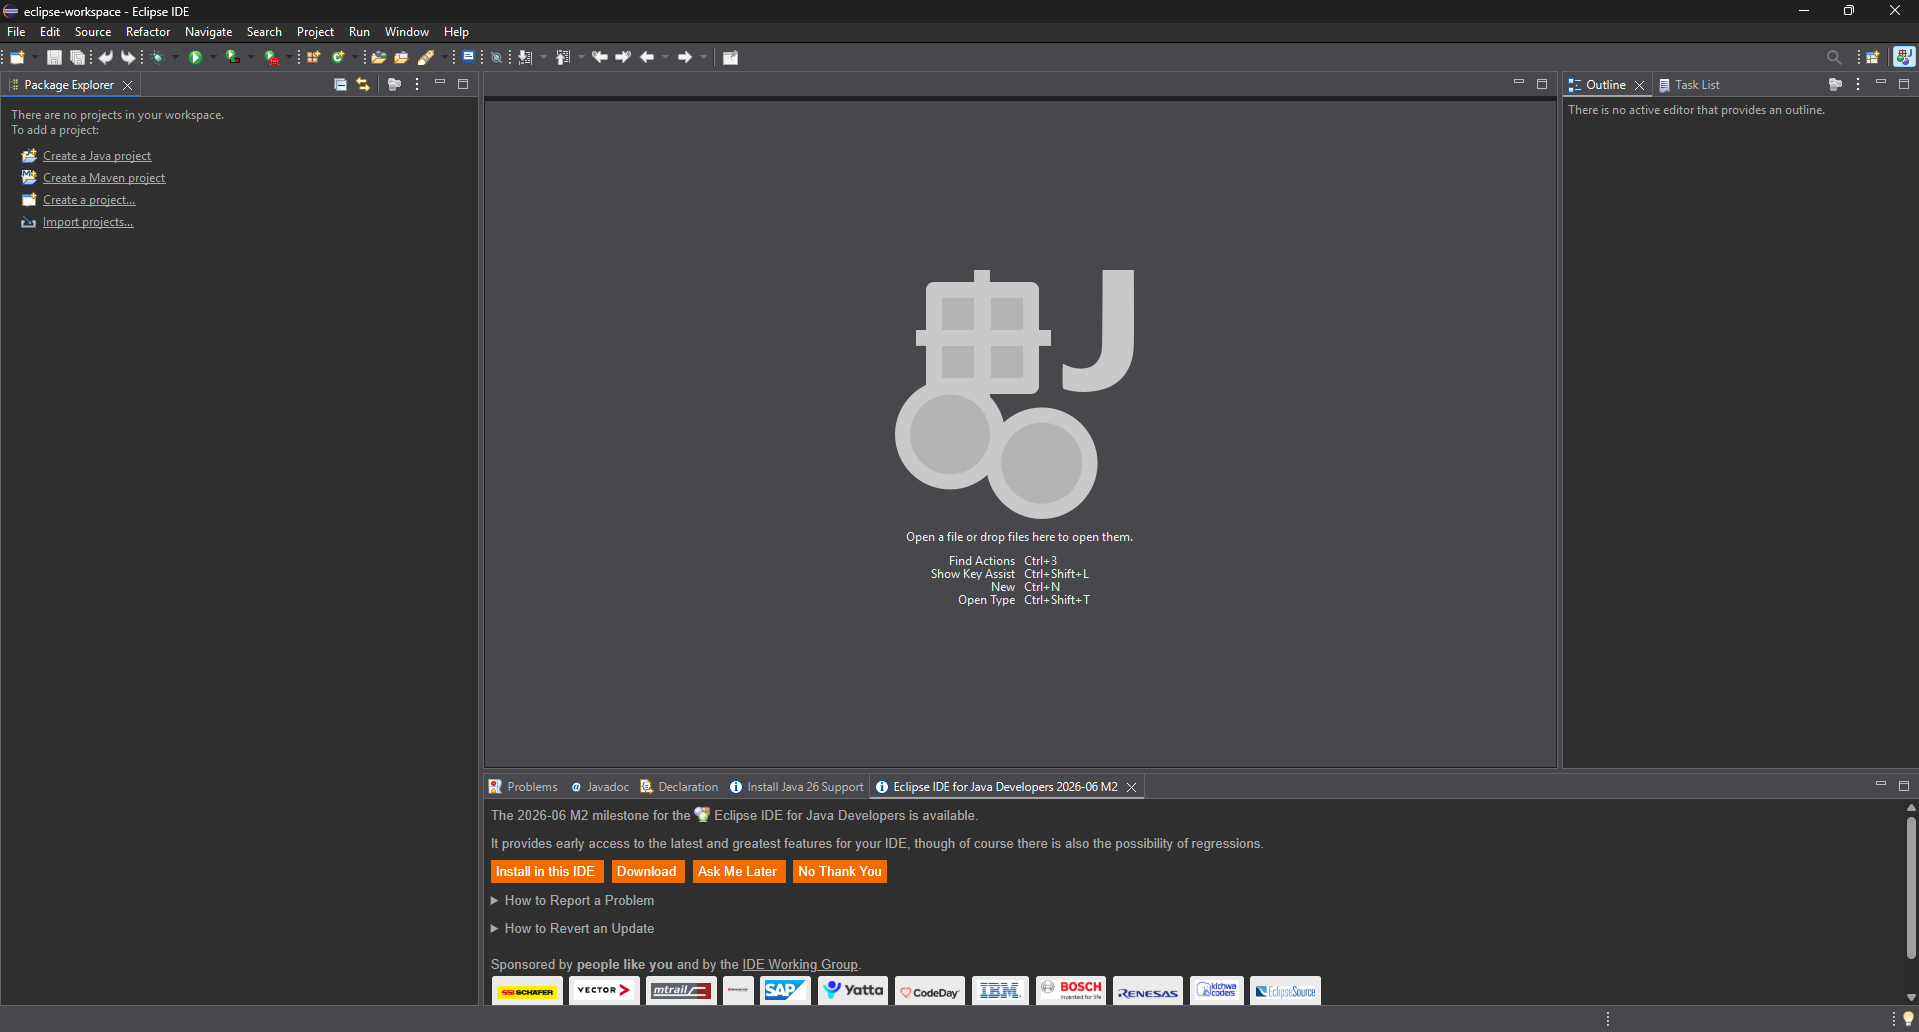 eclipse-workspace - Eclipse IDE
File Edit Source Refactor Navigate Search Project Run Window Help
Package Explorer
There are no projects in your workspace.
To add a project:
Create a Java project
Create a Maven project
Create a project...
Import projects...
J
Open a file or drop files here to open them.
Find Actions Ctrl+3
Show Key Assist Ctrl+Shift+L
New Ctrl+N
Open Type Ctrl+Shift+T
Outline Task List
There is no active editor that provides an outline.
Problems Javadoc Declaration Install Java 26 Support Eclipse IDE for Java Developers 2026-06 M2
The 2026-06 M2 milestone for the Eclipse IDE for Java Developers is available.
It provides early access to the latest and greatest features for your IDE, though of course there is also the possibility of regressions.
Install in this IDE Download Ask Me Later No Thank You
How to Report a Problem
How to Revert an Update
Sponsored by people like you and by the IDE Working Group.
SSI SCHAEFER VECTOR mtrail SAP Yatta CodeDay IBM BOSCH Invented for life RENESAS kichwa coders EclipseSource